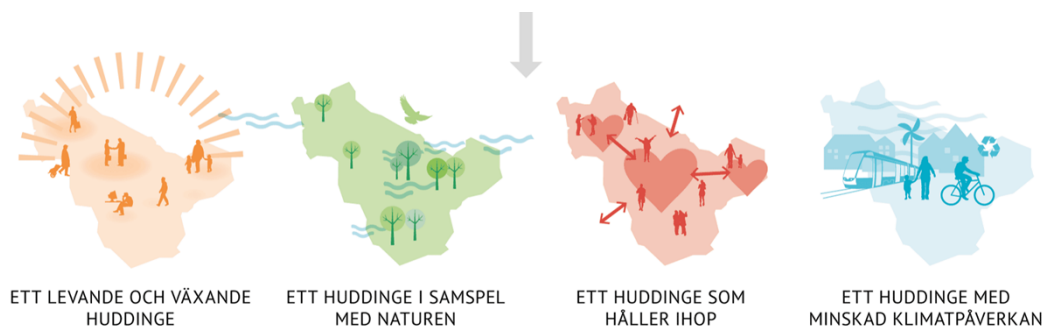 ETT LEVANDE OCH VÄXANDE
HUDDINGE
ETT HUDDINGE I SAMSPEL
MED NATUREN
ETT HUDDINGE SOM
HÅLLER IHOP
ETT HUDDINGE MED
MINSKAD KLIMATPÅVERKAN